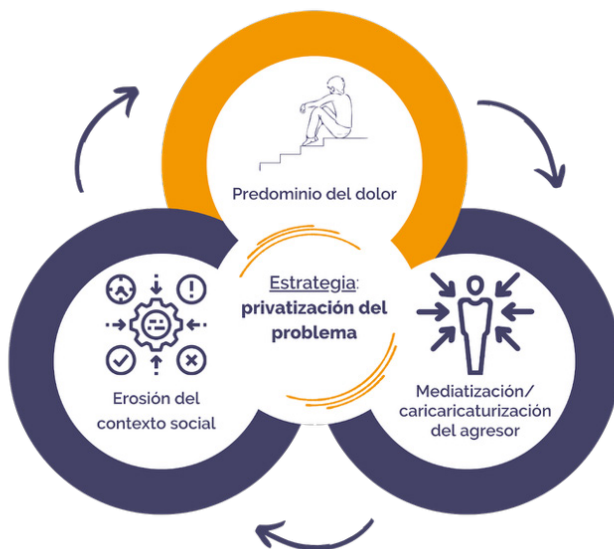 Predominio del dolor
Estrategia:
privatización del
problema
Erosión del
contexto social
Mediatización/
caricaricaturización
del agresor